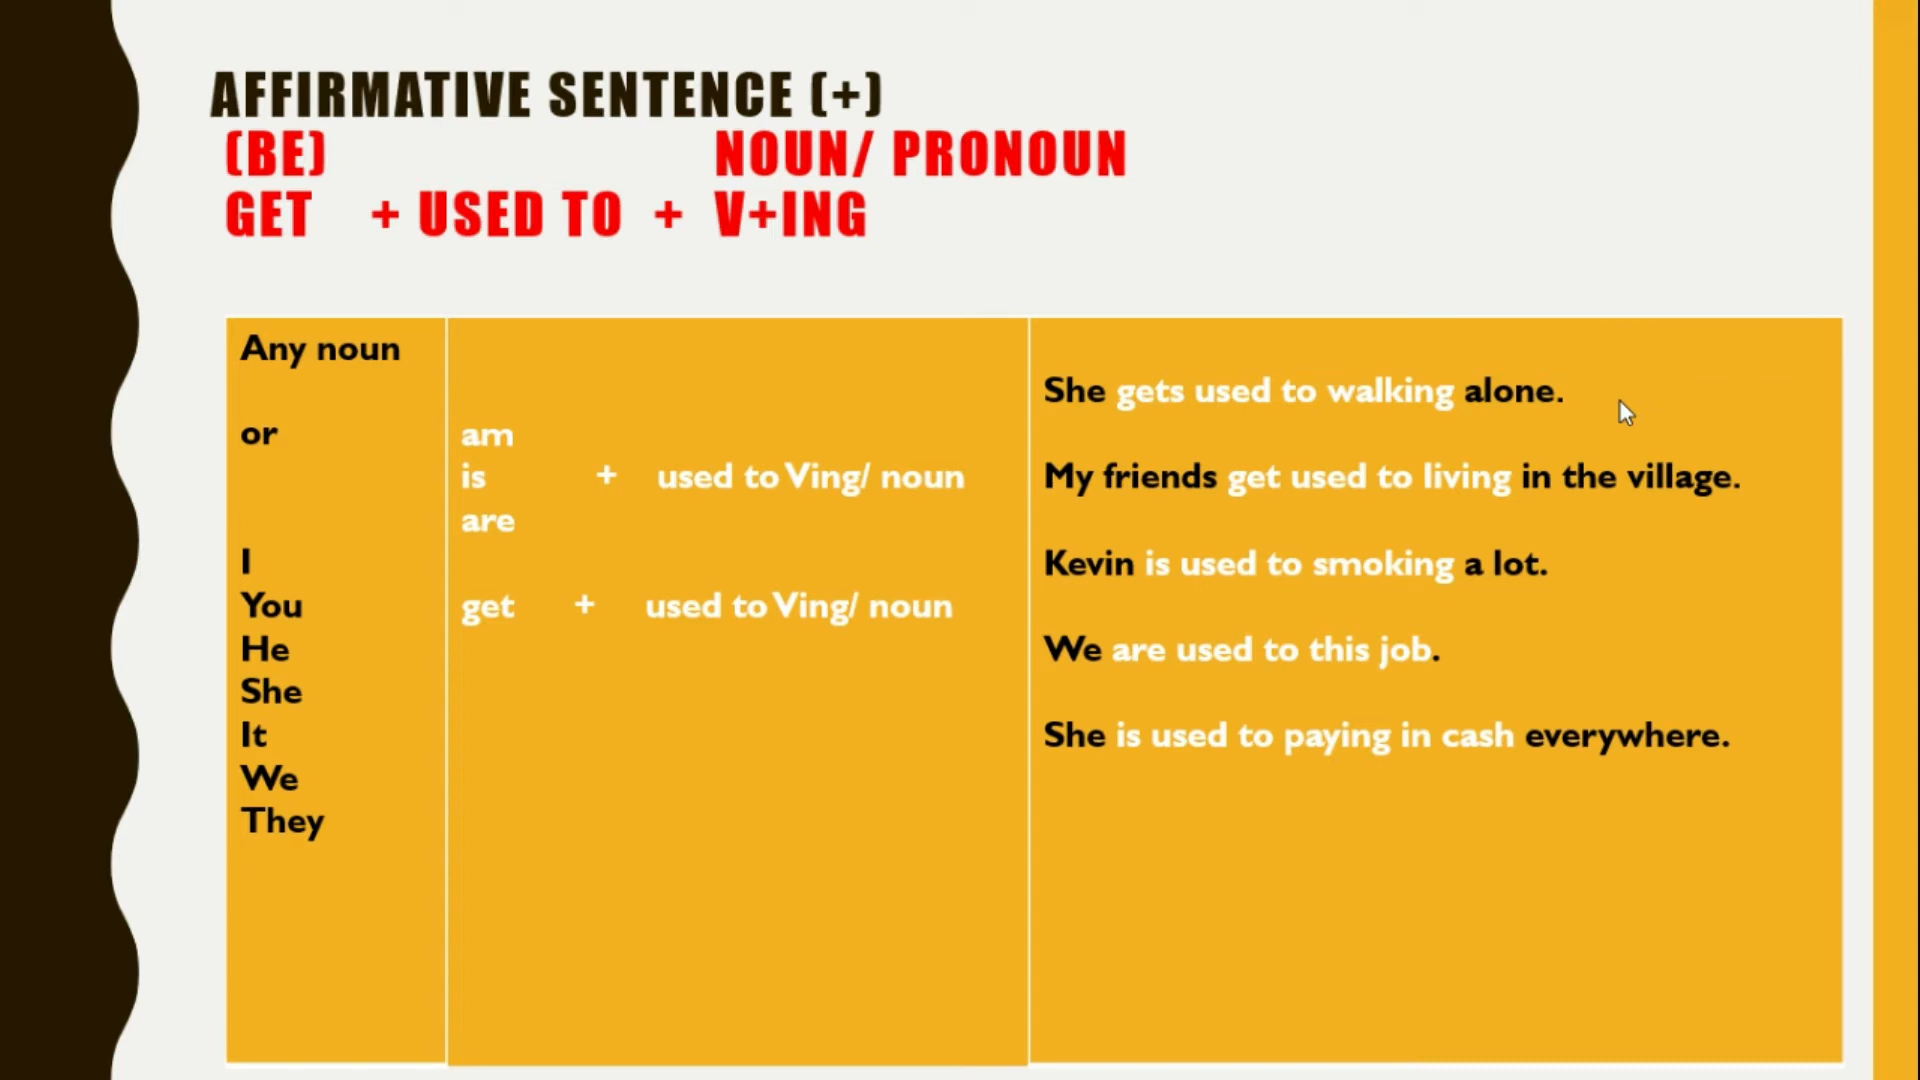 AFFIRMATIVE SENTENCE (+)
(BE) NOUN/ PRONOUN
GET + USED TO + V+ING
Any noun
or
I
You
He
She
It
We
They
am
is + used to Ving/ noun
are
get + used to Ving/ noun
She gets used to walking alone.
My friends get used to living in the village.
Kevin is used to smoking a lot.
We are used to this job.
She is used to paying in cash everywhere.